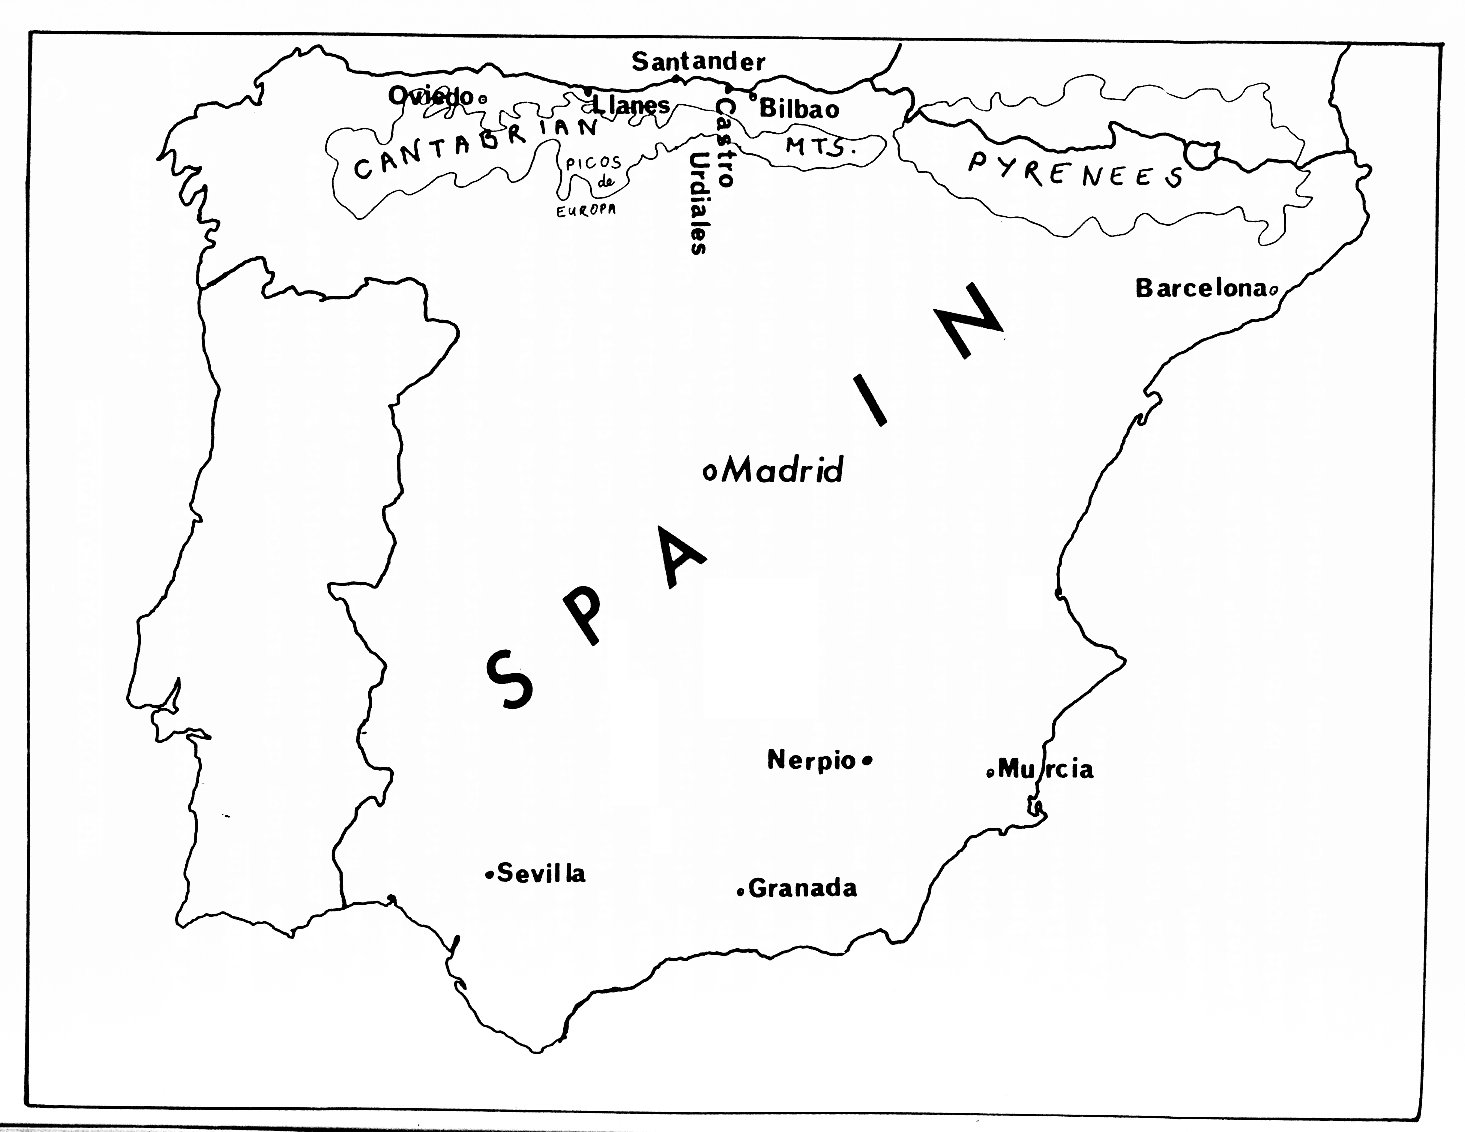 Santander
Oviedo
Llanes
Bilbao
Castro
Urdiales
CANTABRIAN
MTS.
PICOS
de
EUROPA
PYRENEES
Barcelona
SPAIN
Madrid
Nerpio
Murcia
Sevilla
Granada